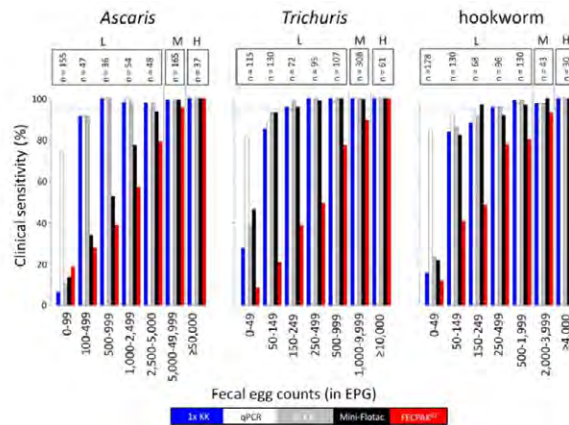 Ascaris Trichuris hookworm
L M H L M H L M H
n = 355 n = 47 n = 36 n = 54 n = 48 n = 165 n = 37 n = 115 n = 130 n = 72 n = 95 n = 107 n = 308 n = 61 n =178 n = 130 n = 68 n = 96 n = 130 n = 43 n = 30
Clinical sensitivity (%)
100
80
60
40
20
0
0-99 100-499 500-999 1,000-2,499 2,500-5,000 5,000-49,999 ≥50,000 0-49 50-149 150-249 250-499 500-999 1,000-9,999 ≥10,000 0-49 50-149 150-249 250-499 500-1,999 2,000-3,999 ≥4,000
Fecal egg counts (in EPG)
1x KK qPCR Mini-Flotac FECPAK